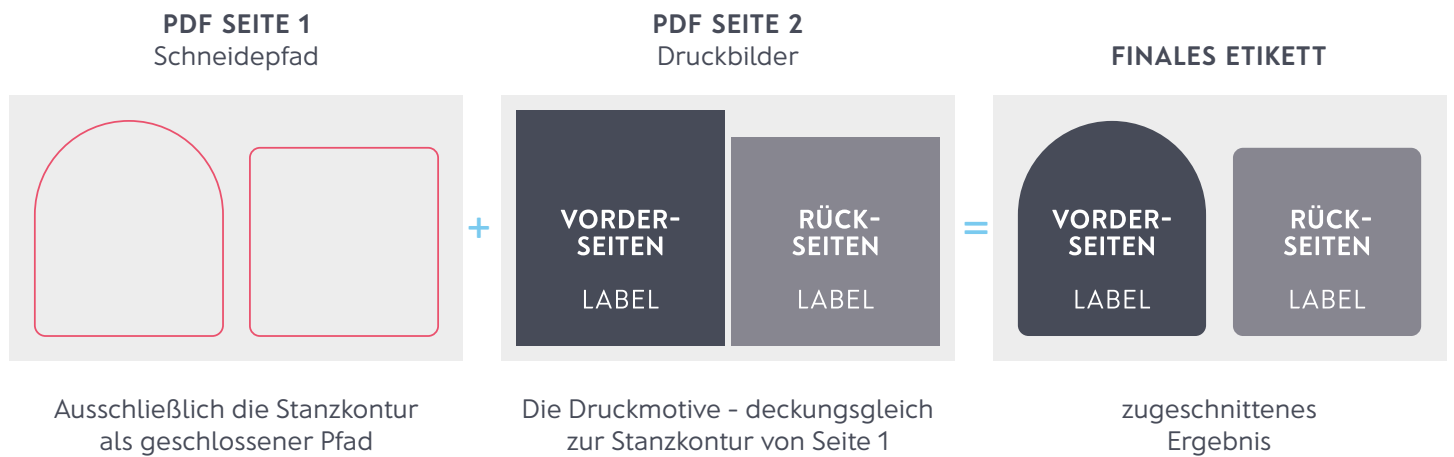 PDF SEITE 1
Schneidepfad
PDF SEITE 2
Druckbilder
FINALES ETIKETT
+
VORDER-
SEITEN
LABEL
RÜCK-
SEITEN
LABEL
=
VORDER-
SEITEN
LABEL
RÜCK-
SEITEN
LABEL
Ausschließlich die Stanzkontur
als geschlossener Pfad
Die Druckmotive - deckungsgleich
zur Stanzkontur von Seite 1
zugeschnittenes
Ergebnis